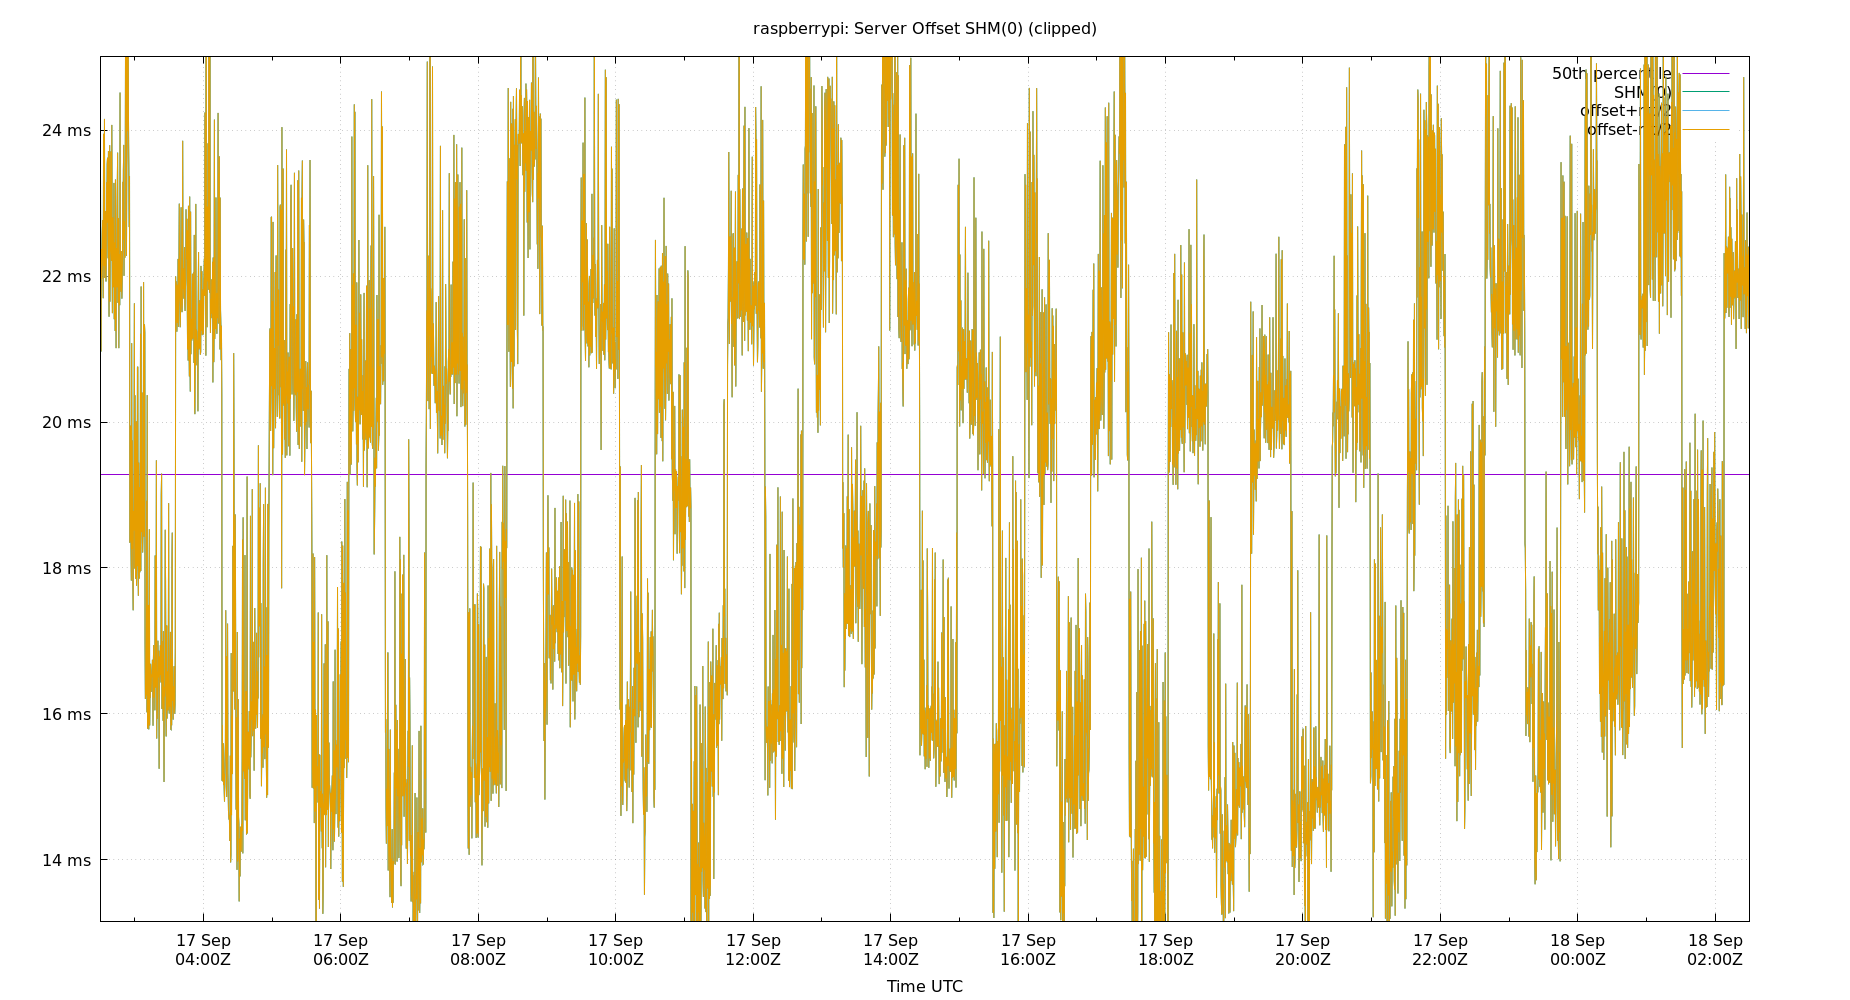 raspberrypi: Server Offset SHM(0) (clipped)
50th percentile
SHM(0)
24 ms
22 ms
20 ms
18 ms
16 ms
14 ms
17 Sep 17 Sep 17 Sep 17 Sep 17 Sep 17 Sep 17 Sep 17 Sep 17 Sep 17 Sep 18 Sep 18 Sep
04:00Z 06:00Z 08:00Z 10:00Z 12:00Z 14:00Z 16:00Z 18:00Z 20:00Z 22:00Z 00:00Z 02:00Z
Time UTC